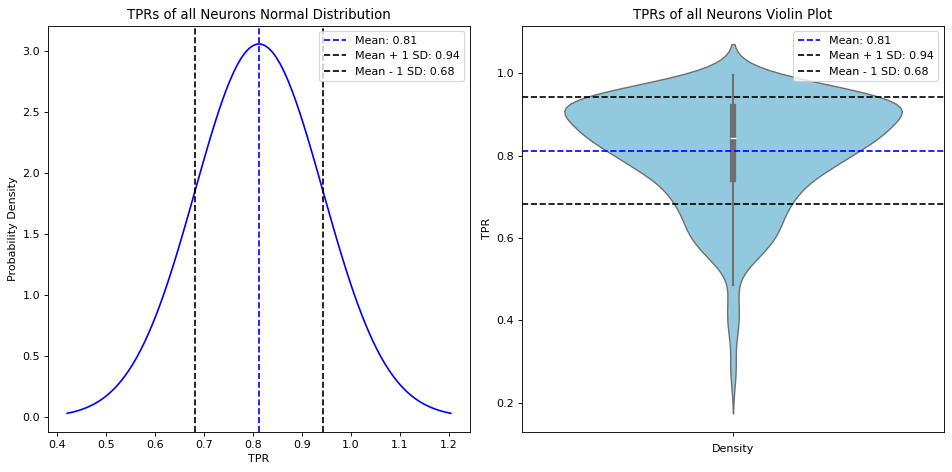 TPRs of all Neurons Normal Distribution
Mean: 0.81
Mean + 1 SD: 0.94
Mean - 1 SD: 0.68
Probability Density
3.0
2.5
2.0
1.5
1.0
0.5
0.0
0.4 0.5 0.6 0.7 0.8 0.9 1.0 1.1 1.2
TPR
TPRs of all Neurons Violin Plot
Mean: 0.81
Mean + 1 SD: 0.94
Mean - 1 SD: 0.68
TPR
1.0
0.8
0.6
0.4
0.2
Density